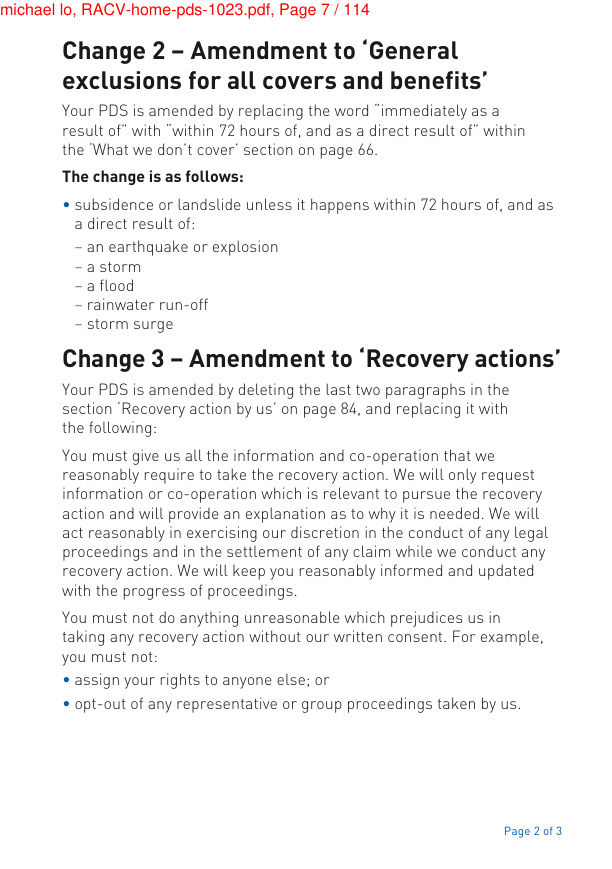 michael lo, RACV-home-pds-1023.pdf, Page 7 / 114
Change 2 – Amendment to ‘General
exclusions for all covers and benefits’
Your PDS is amended by replacing the word “immediately as a
result of” with “within 72 hours of, and as a direct result of” within
the ‘What we don’t cover’ section on page 66.
The change is as follows:
• subsidence or landslide unless it happens within 72 hours of, and as
a direct result of:
– an earthquake or explosion
– a storm
– a flood
– rainwater run-off
– storm surge
Change 3 – Amendment to ‘Recovery actions’
Your PDS is amended by deleting the last two paragraphs in the
section ‘Recovery action by us’ on page 84, and replacing it with
the following:
You must give us all the information and co-operation that we
reasonably require to take the recovery action. We will only request
information or co-operation which is relevant to pursue the recovery
action and will provide an explanation as to why it is needed. We will
act reasonably in exercising our discretion in the conduct of any legal
proceedings and in the settlement of any claim while we conduct any
recovery action. We will keep you reasonably informed and updated
with the progress of proceedings.
You must not do anything unreasonable which prejudices us in
taking any recovery action without our written consent. For example,
you must not:
• assign your rights to anyone else; or
• opt-out of any representative or group proceedings taken by us.
Page 2 of 3